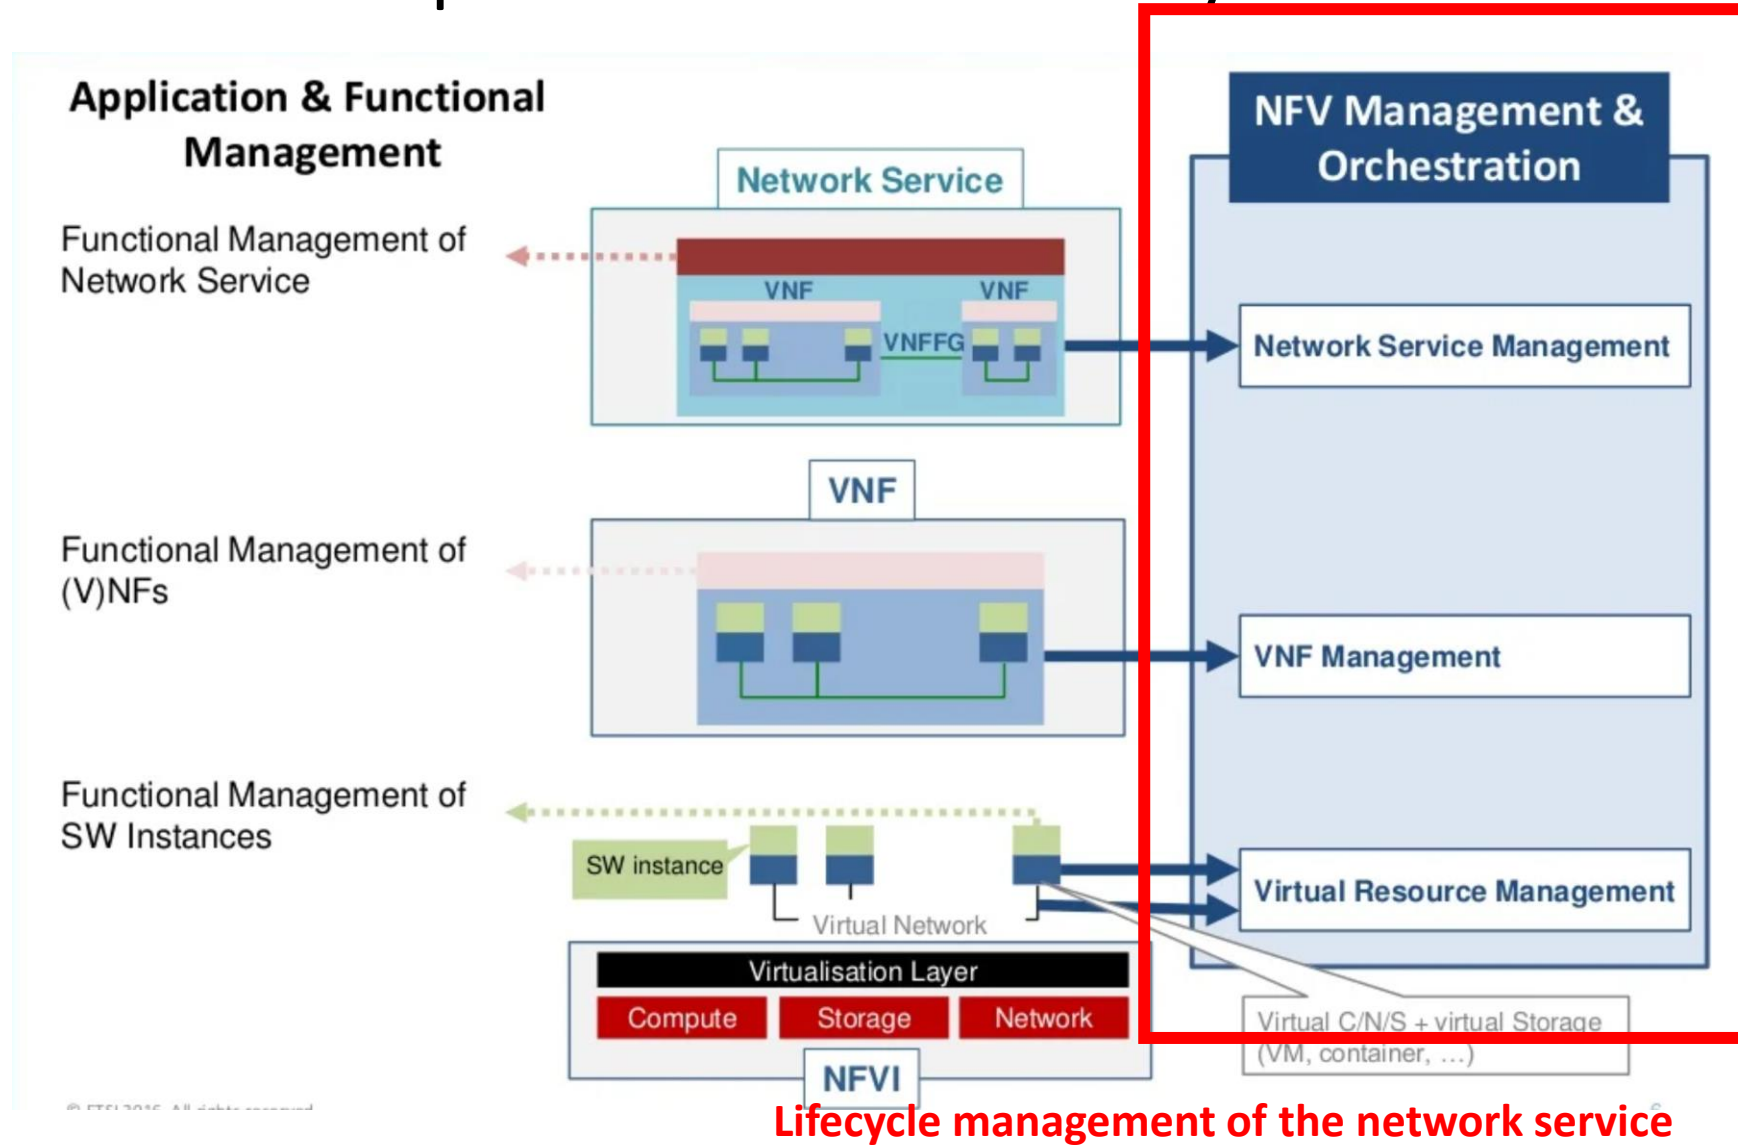 Application & Functional
Management
NFV Management &
Orchestration
Network Service
Functional Management of
Network Service
VNF
VNF
VNFFG
Network Service Management
VNF
Functional Management of
(V)NFs
VNF Management
Functional Management of
SW Instances
SW instance
Virtual Resource Management
Virtual Network
Virtualisation Layer
Compute
Storage
Network
Virtual C/N/S + virtual Storage
(VM, container, ...)
NFVI
Lifecycle management of the network service